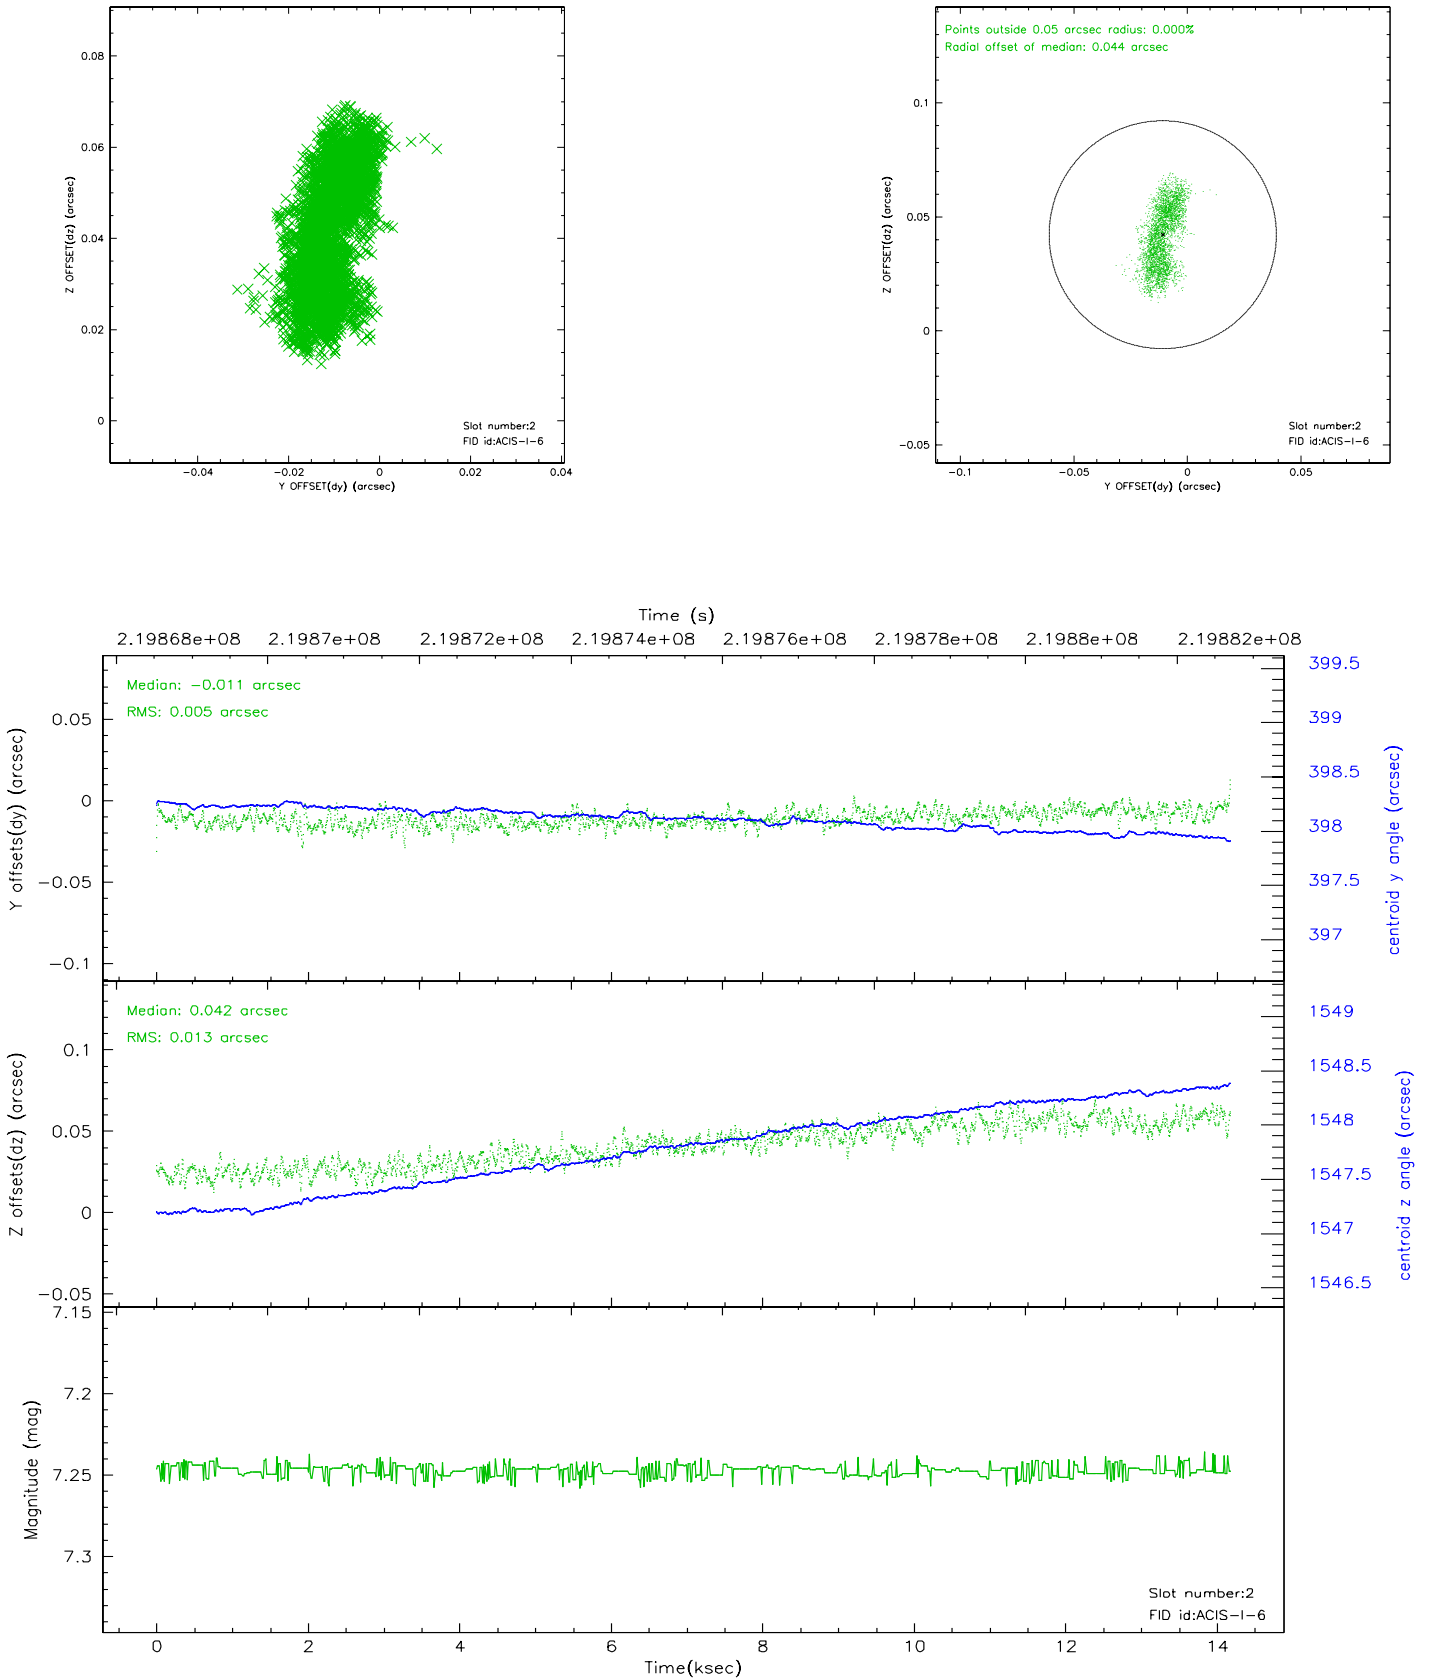 0.08
0.06
0.04
0.02
0
Z OFFSET(dz) (arcsec)
Slot number:2
FID id:ACIS-I-6
-0.04
-0.02
0
0.02
0.04
Y OFFSET(dy) (arcsec)
Points outside 0.05 arcsec radius: 0.000%
Radial offset of median: 0.044 arcsec
0.1
0.05
0
-0.05
Z OFFSET(dz) (arcsec)
Slot number:2
FID id:ACIS-I-6
-0.1
-0.05
0
0.05
Y OFFSET(dy) (arcsec)
Time (s)
2.19868e+08
2.1987e+08
2.19872e+08
2.19874e+08
2.19876e+08
2.19878e+08
2.1988e+08
2.19882e+08
Median: -0.011 arcsec
RMS: 0.005 arcsec
0.05
0
-0.05
-0.1
Y offsets(dy) (arcsec)
399.5
399
398.5
398
397.5
397
centroid y angle (arcsec)
Median: 0.042 arcsec
RMS: 0.013 arcsec
0.1
0.05
0
-0.05
Z offsets(dz) (arcsec)
1549
1548.5
1548
1547.5
1547
1546.5
centroid z angle (arcsec)
7.15
7.2
7.25
7.3
Magnitude (mag)
Slot number:2
FID id:ACIS-I-6
0
2
4
6
8
10
12
14
Time(ksec)